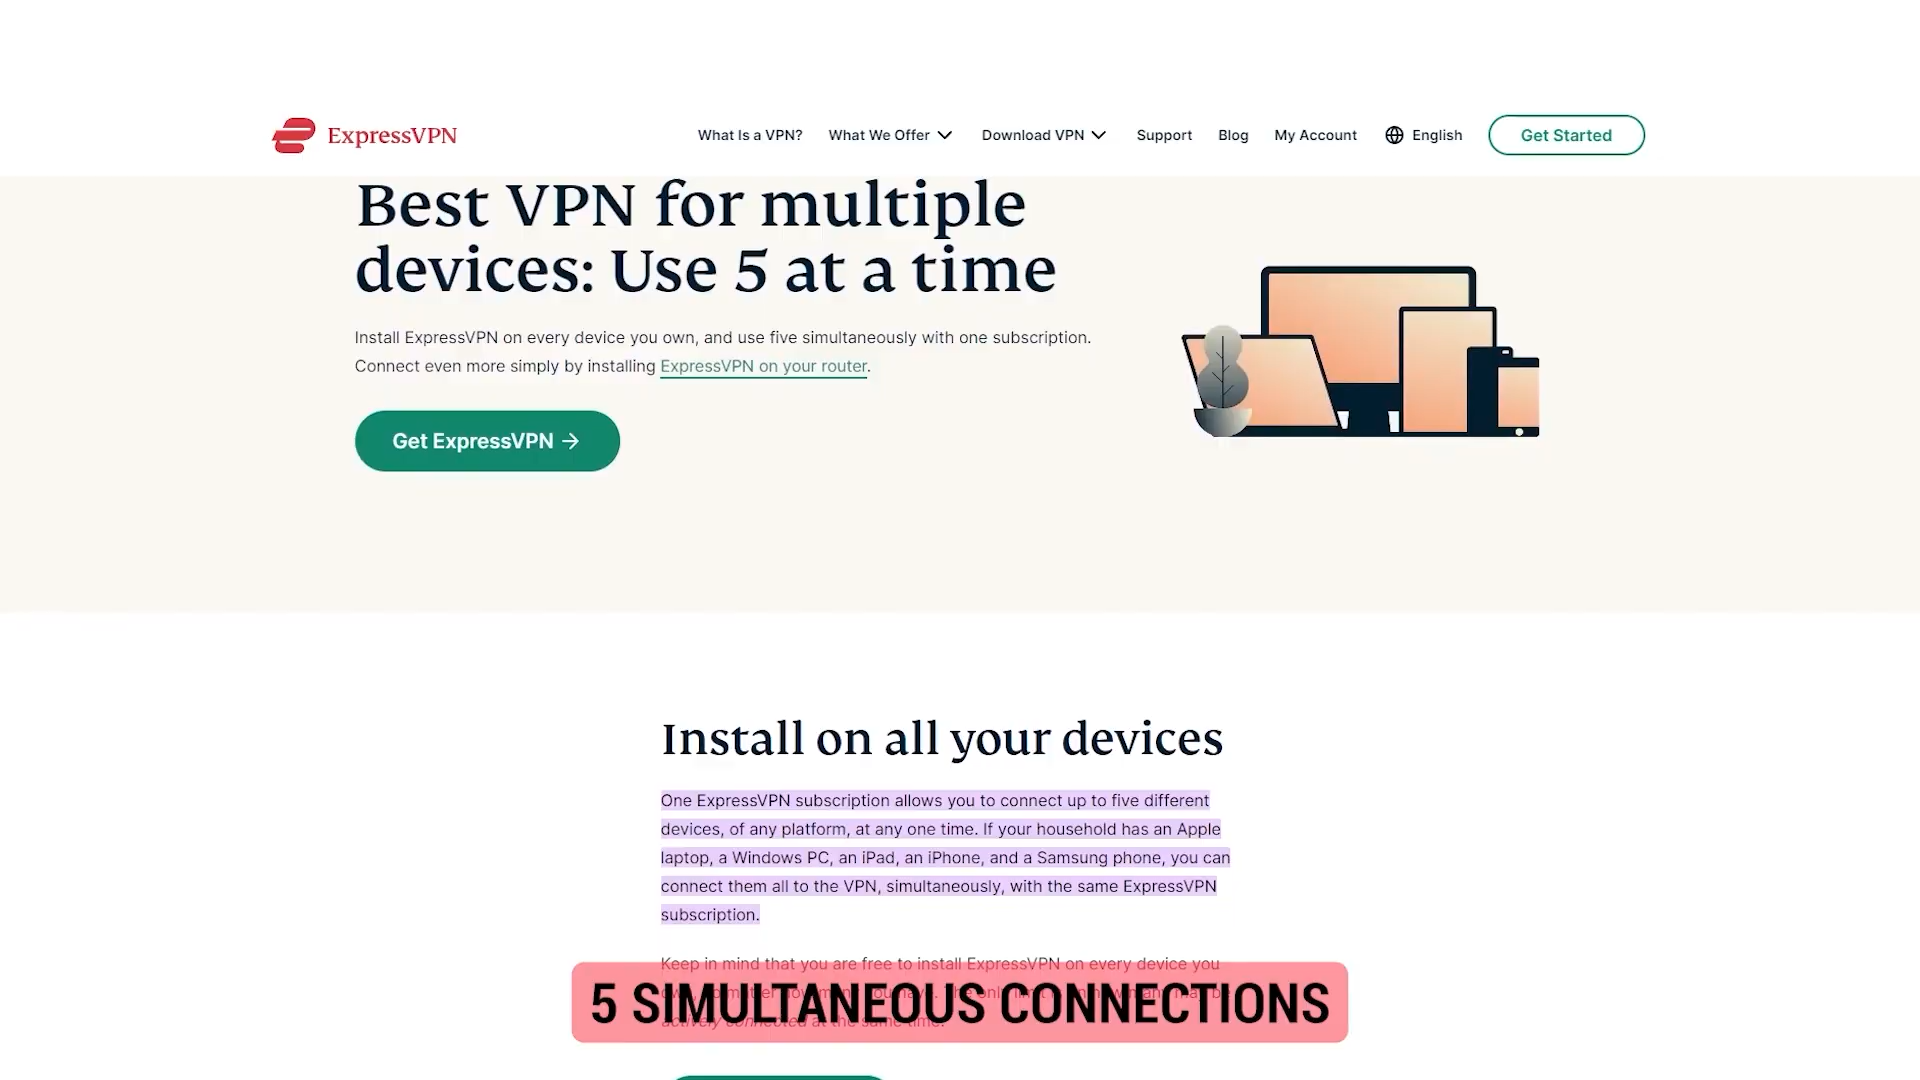 ExpressVPN
What Is a VPN?
What We Offer
Download VPN
Support
Blog
My Account
English
Get Started
Best VPN for multiple
devices: Use 5 at a time
Install ExpressVPN on every device you own, and use five simultaneously with one subscription.
Connect even more simply by installing ExpressVPN on your router.
Get ExpressVPN →
Install on all your devices
One ExpressVPN subscription allows you to connect up to five different
devices, of any platform, at any one time. If your household has an Apple
laptop, a Windows PC, an iPad, an iPhone, and a Samsung phone, you can
connect them all to the VPN, simultaneously, with the same ExpressVPN
subscription.
Keep in mind that you are free to install ExpressVPN on every device you
actively connected at the same time.
5 SIMULTANEOUS CONNECTIONS